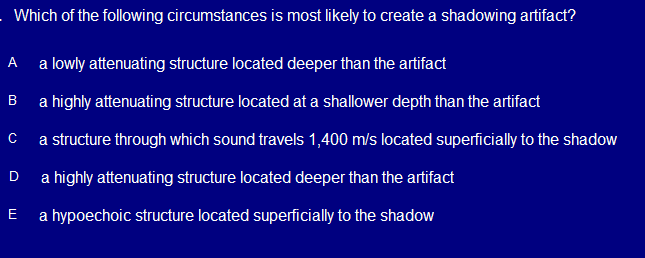 . Which of the following circumstances is most likely to create a shadowing artifact?
A a lowly attenuating structure located deeper than the artifact
B a highly attenuating structure located at a shallower depth than the artifact
C a structure through which sound travels 1,400 m/s located superficially to the shadow
D a highly attenuating structure located deeper than the artifact
E a hypoechoic structure located superficially to the shadow